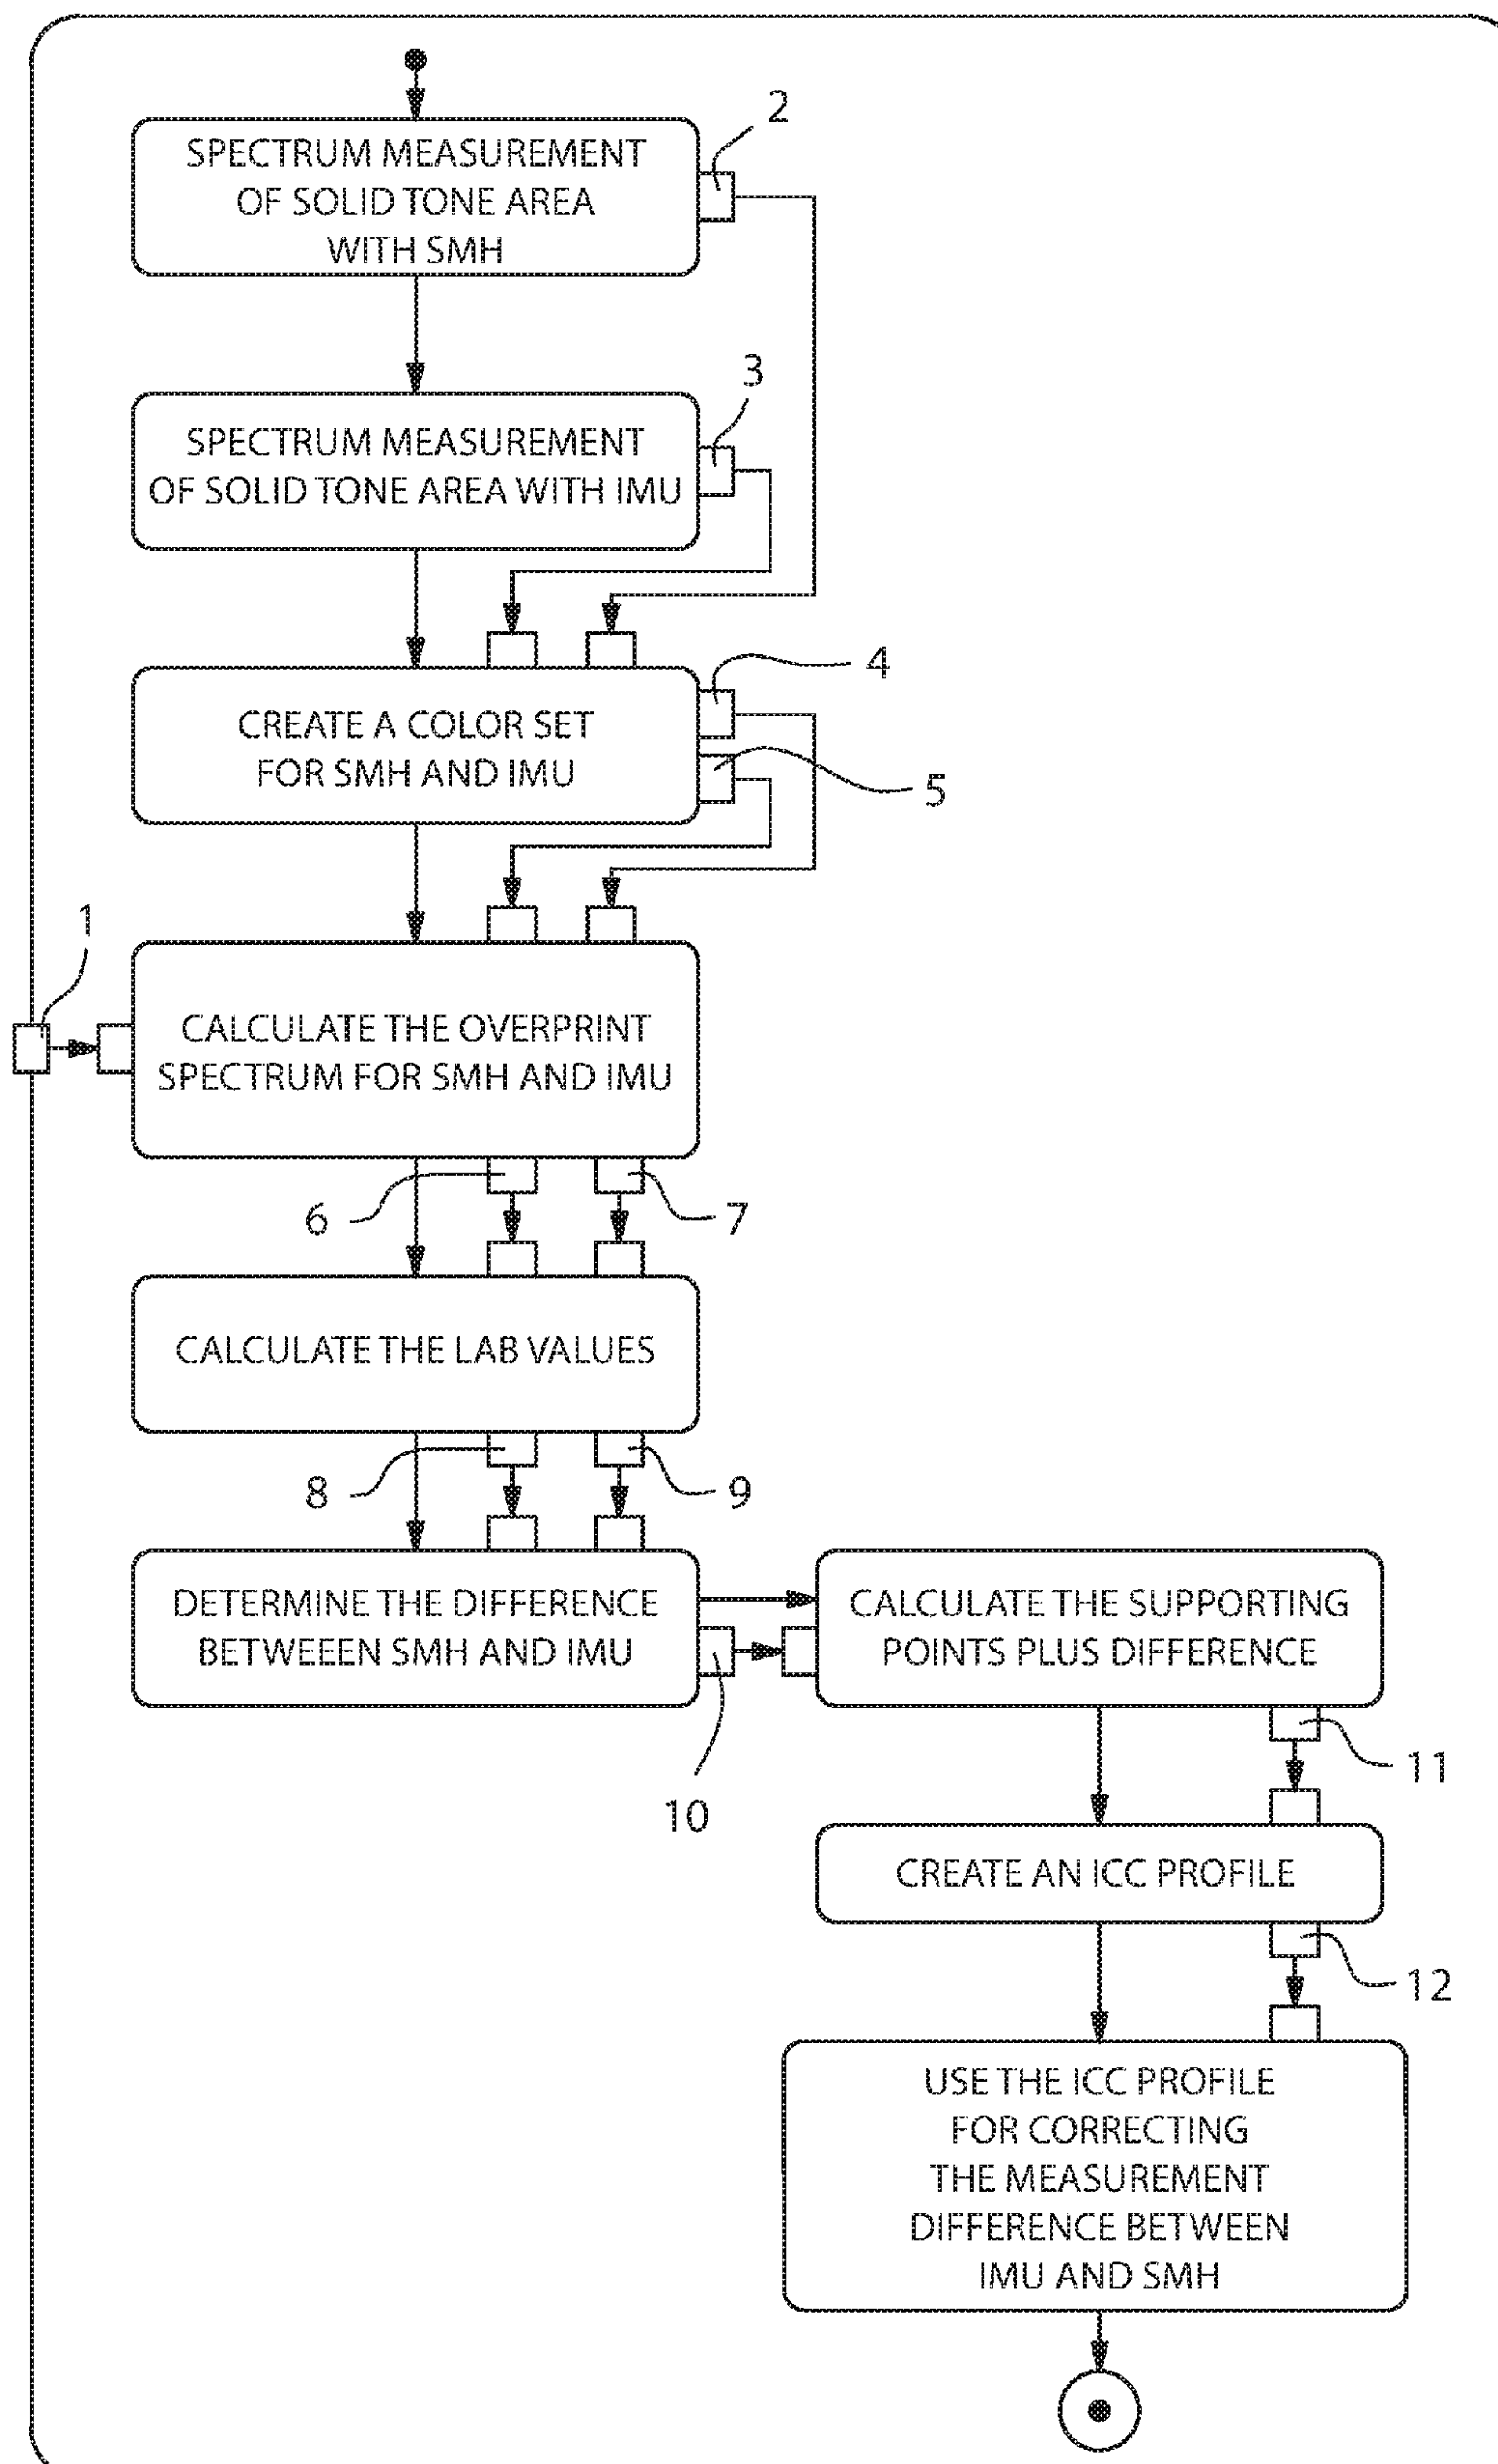 2
SPECTRUM MEASUREMENT
OF SOLID TONE AREA
WITH SMH
3
SPECTRUM MEASUREMENT
OF SOLID TONE AREA WITH IMU
4
CREATE A COLOR SET
FOR SMH AND IMU
5
1
CALCULATE THE OVERPRINT
SPECTRUM FOR SMH AND IMU
6
7
CALCULATE THE LAB VALUES
8
9
DETERMINE THE DIFFERENCE
BETWEEEN SMH AND IMU
CALCULATE THE SUPPORTING
POINTS PLUS DIFFERENCE
10
11
CREATE AN ICC PROFILE
12
USE THE ICC PROFILE
FOR CORRECTING
THE MEASUREMENT
DIFFERENCE BETWEEN
IMU AND SMH